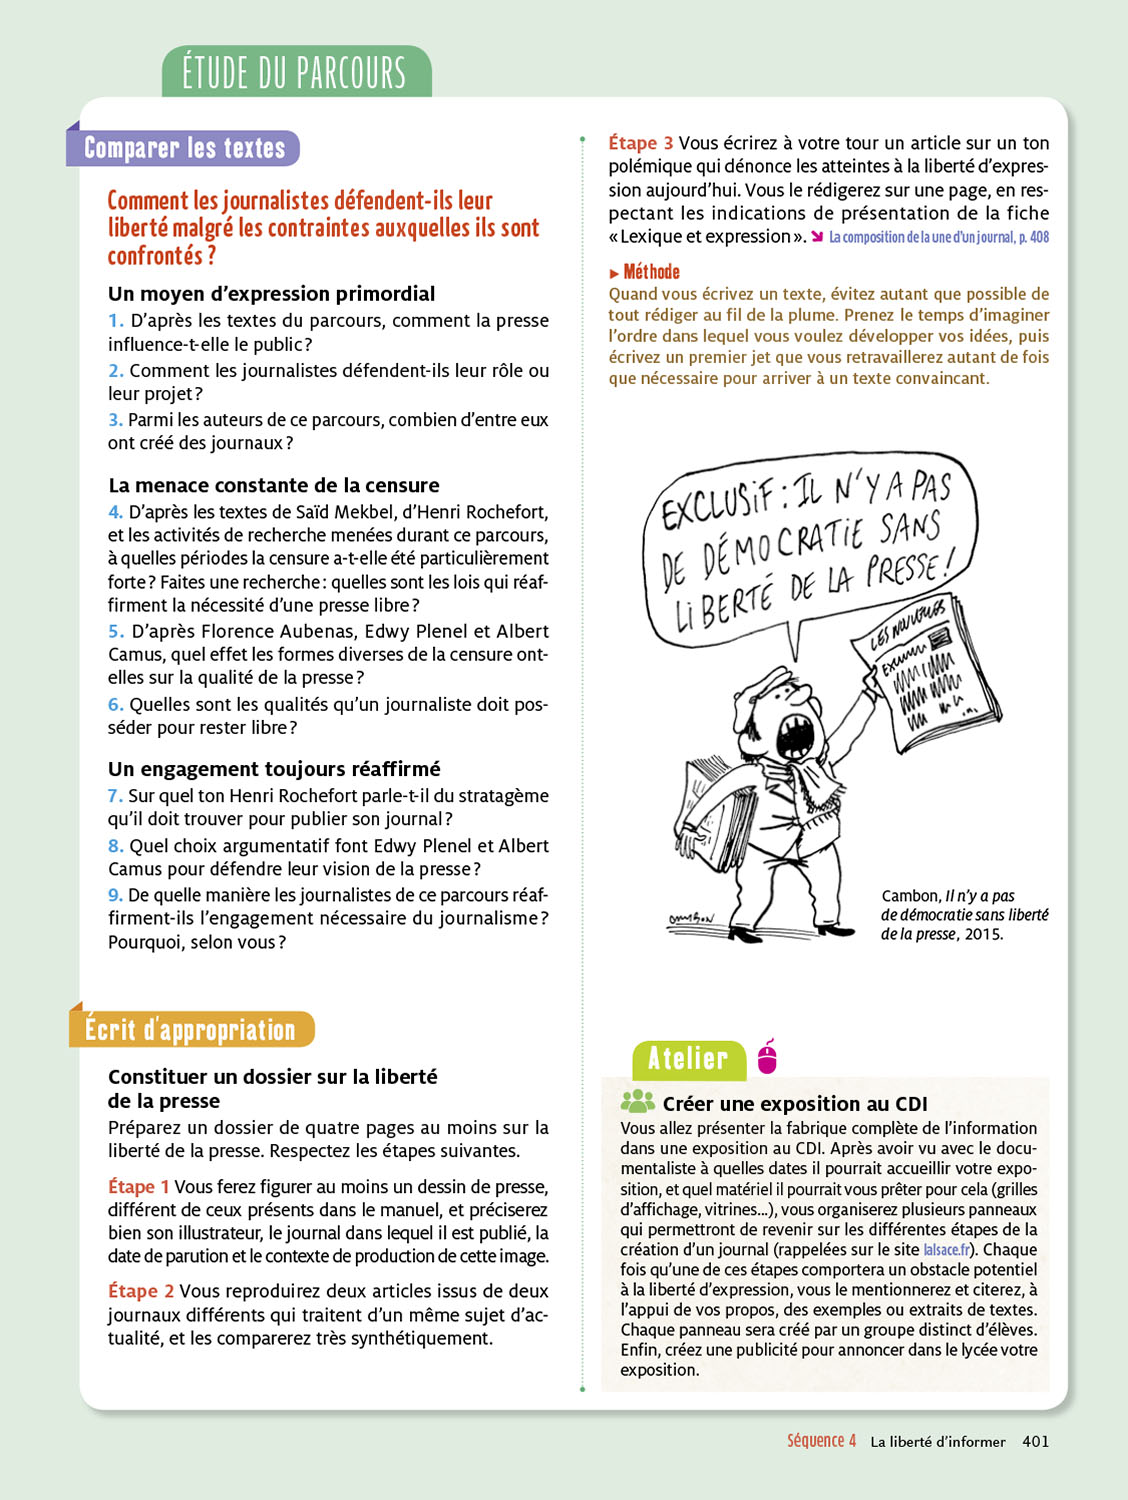 ÉTUDE DU PARCOURS
Comparer les textes
Comment les journalistes défendent-ils leur
liberté malgré les contraintes auxquelles ils sont
confrontés ?
Un moyen d'expression primordial
1. D'après les textes du parcours, comment la presse
influence-t-elle le public ?
2. Comment les journalistes défendent-ils leur rôle ou
leur projet ?
3. Parmi les auteurs de ce parcours, combien d'entre eux
ont créé des journaux ?
La menace constante de la censure
4. D'après les textes de Saïd Mekbel, d'Henri Rochefort,
et les activités de recherche menées durant ce parcours,
à quelles périodes la censure a-t-elle été particulièrement
forte ? Faites une recherche : quelles sont les lois qui réaf-
firment la nécessité d'une presse libre ?
5. D'après Florence Aubenas, Edwy Plenel et Albert
Camus, quel effet les formes diverses de la censure ont-
elles sur la qualité de la presse ?
6. Quelles sont les qualités qu'un journaliste doit pos-
séder pour rester libre ?
Un engagement toujours réaffirmé
7. Sur quel ton Henri Rochefort parle-t-il du stratagème
qu'il doit trouver pour publier son journal ?
8. Quel choix argumentatif font Edwy Plenel et Albert
Camus pour défendre leur vision de la presse ?
9. De quelle manière les journalistes de ce parcours réaf-
firment-ils l'engagement nécessaire du journalisme ?
Pourquoi, selon vous ?
Écrit d'appropriation
Constituer un dossier sur la liberté
de la presse
Préparez un dossier de quatre pages au moins sur la
liberté de la presse. Respectez les étapes suivantes.
Étape 1 Vous ferez figurer au moins un dessin de presse,
différent de ceux présents dans le manuel, et préciserez
bien son illustrateur, le journal dans lequel il est publié, la
date de parution et le contexte de production de cette image.
Étape 2 Vous reproduirez deux articles issus de deux
journaux différents qui traitent d'un même sujet d'ac-
tualité, et les comparerez très synthétiquement.
Étape 3 Vous écrirez à votre tour un article sur un ton
polémique qui dénonce les atteintes à la liberté d'expres-
sion aujourd'hui. Vous le rédigerez sur une page, en res-
pectant les indications de présentation de la fiche
« Lexique et expression ». La composition de la une d'un journal, p. 408
Méthode
Quand vous écrivez un texte, évitez autant que possible de
tout rédiger au fil de la plume. Prenez le temps d'imaginer
l'ordre dans lequel vous voulez développer vos idées, puis
écrivez un premier jet que vous retravaillerez autant de fois
que nécessaire pour arriver à un texte convaincant.
EXCLUSIF : IL N'Y A PAS
DE DÉMOCRATIE SANS
LIBERTÉ DE LA PRESSE !
LES NOUVELLES
CAMBON
Cambon, Il n'y a pas
de démocratie sans liberté
de la presse, 2015.
Atelier
Créer une exposition au CDI
Vous allez présenter la fabrique complète de l'information
dans une exposition au CDI. Après avoir vu avec le docu-
mentaliste à quelles dates il pourrait accueillir votre expo-
sition, et quel matériel il pourrait vous prêter pour cela (grilles
d'affichage, vitrines...), vous organiserez plusieurs panneaux
qui permettront de revenir sur les différentes étapes de la
création d'un journal (rappelées sur le site lalsace.fr). Chaque
fois qu'une de ces étapes comportera un obstacle potentiel
à la liberté d'expression, vous le mentionnerez et citerez, à
l'appui de vos propos, des exemples ou extraits de textes.
Chaque panneau sera créé par un groupe distinct d'élèves.
Enfin, créez une publicité pour annoncer dans le lycée votre
exposition.
Séquence 4 La liberté d'informer 401